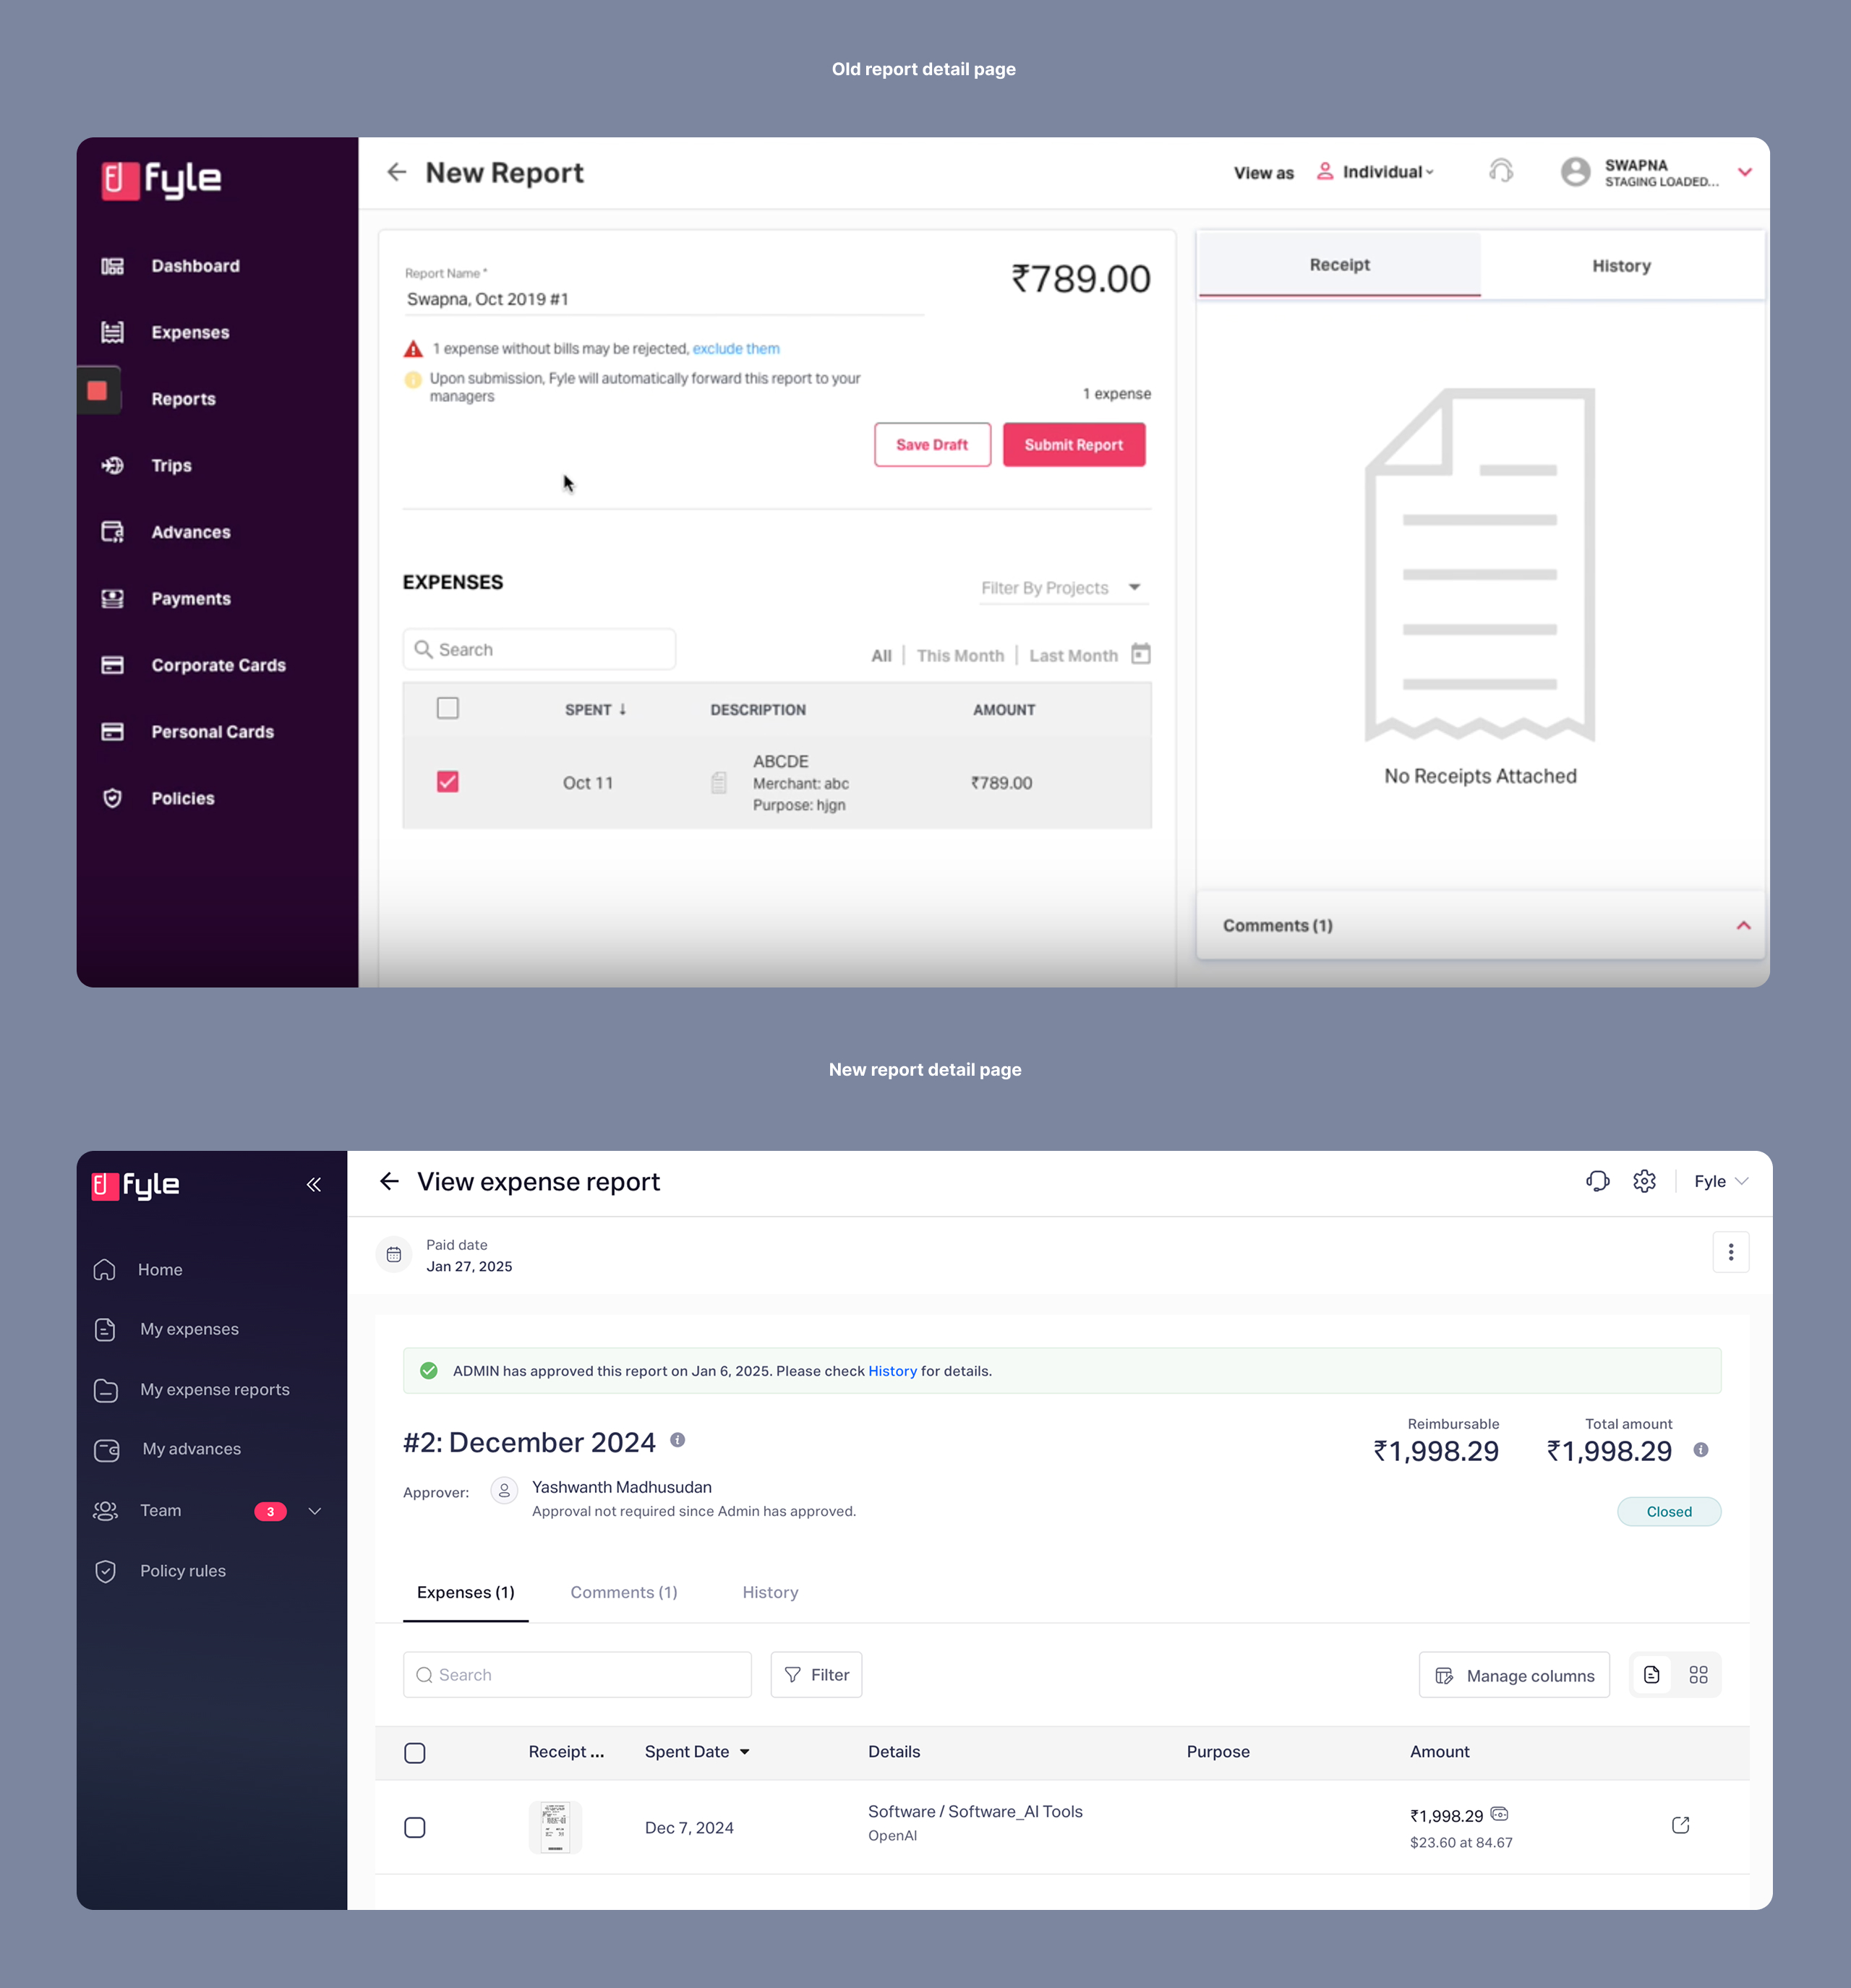 Old report detail page
fyle
New Report
View as Individual
SWAPNA
STAGING LOADED...
Dashboard
Expenses
Reports
Trips
Advances
Payments
Corporate Cards
Personal Cards
Policies
Report Name *
Swapna, Oct 2019 #1
₹789.00
1 expense without bills may be rejected, exclude them
Upon submission, Fyle will automatically forward this report to your
managers
1 expense
Save Draft
Submit Report
EXPENSES
Filter By Projects
Search
All | This Month | Last Month
SPENT ↓ DESCRIPTION AMOUNT
Oct 11
ABCDE
Merchant: abc
Purpose: hjgn
₹789.00
Receipt
History
No Receipts Attached
Comments (1)
New report detail page
fyle
View expense report
Fyle
Home
My expenses
My expense reports
My advances
Team 3
Policy rules
Paid date
Jan 27, 2025
ADMIN has approved this report on Jan 6, 2025. Please check History for details.
#2: December 2024
Reimbursable
₹1,998.29
Total amount
₹1,998.29
Approver:
Yashwanth Madhusudan
Approval not required since Admin has approved.
Closed
Expenses (1) Comments (1) History
Search
Filter
Manage columns
Receipt ... Spent Date Details Purpose Amount
Dec 7, 2024
Software / Software_AI Tools
OpenAI
₹1,998.29
$23.60 at 84.67